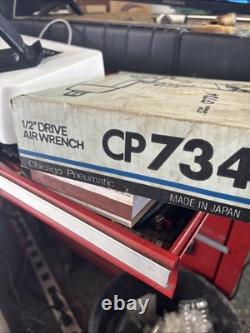 1/2" DRIVE
AIR WRENCH
CP734
Chicago Pneumatic
MADE IN JAPAN